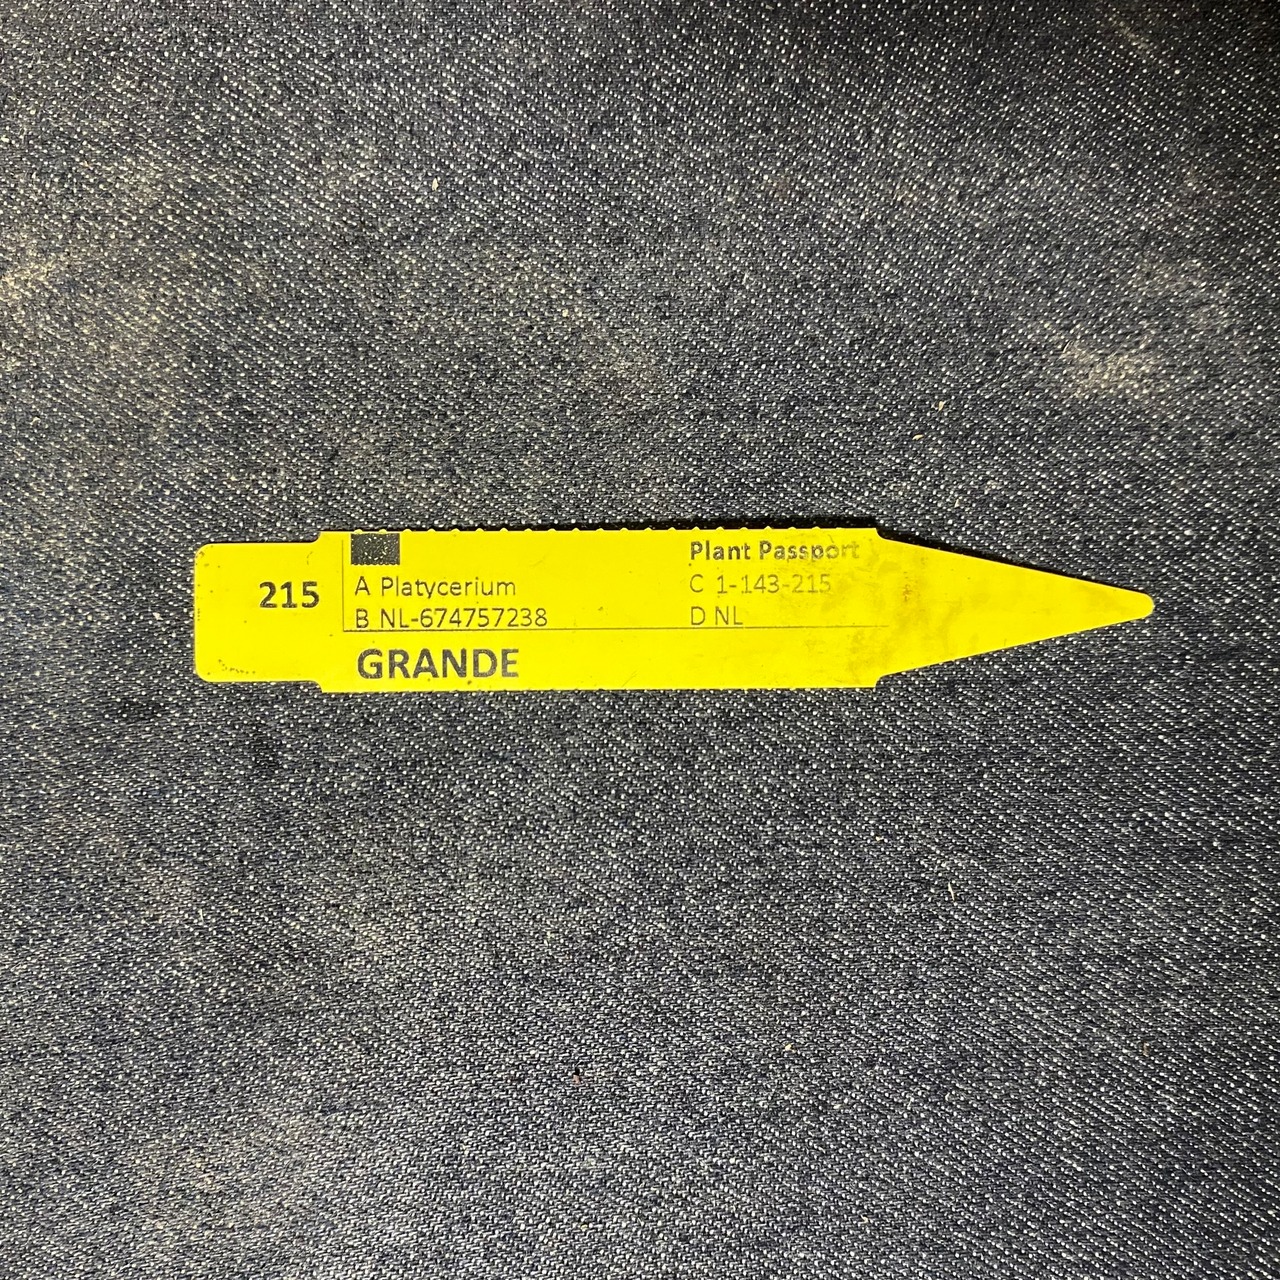 215
Plant Passport
A Platycerium
C 1-143-215
B NL-674757238
D NL
GRANDE